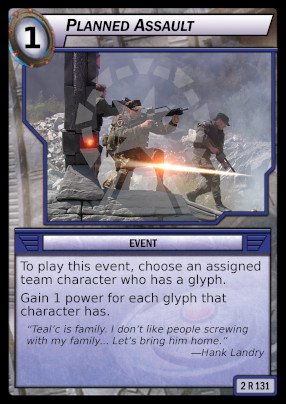 1
PLANNED ASSAULT
EVENT
To play this event, choose an assigned
team character who has a glyph.
Gain 1 power for each glyph that
character has.
"Teal'c is family. I don't like people screwing
with my family... Let's bring him home."
—Hank Landry
2 R 131